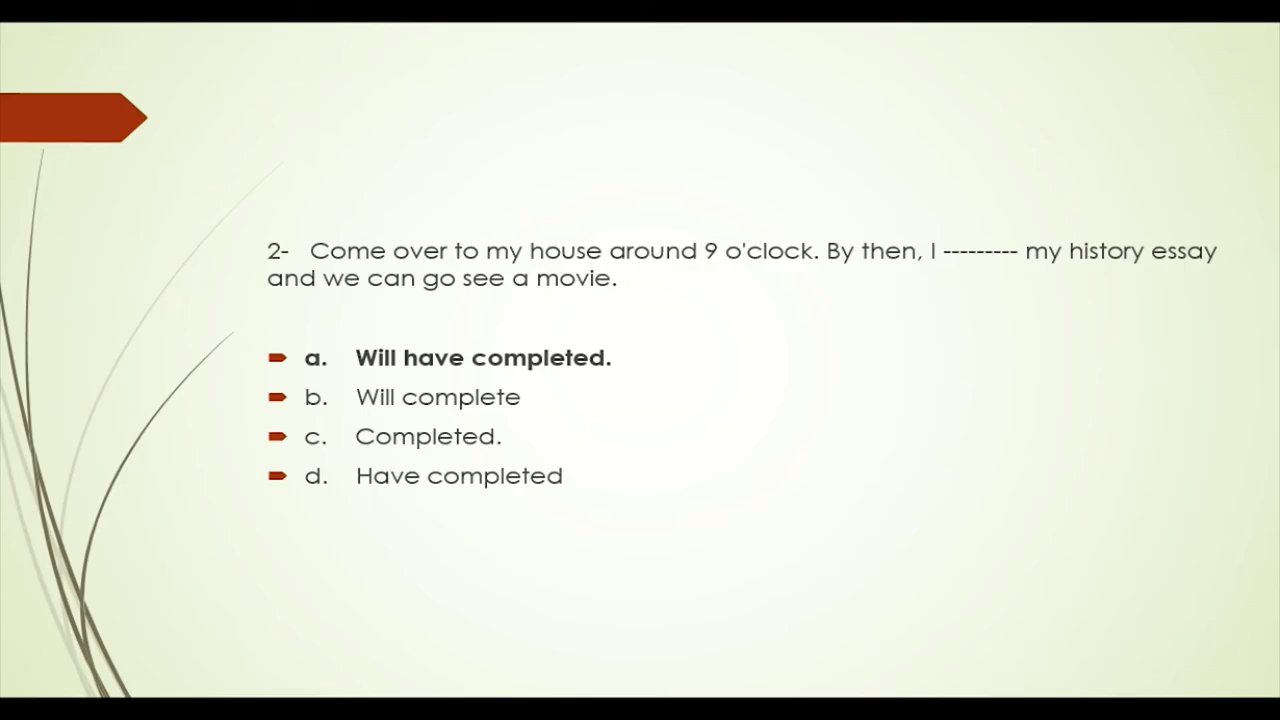 2- Come over to my house around 9 o'clock. By then, I --------- my history essay
and we can go see a movie.
a. Will have completed.
b. Will complete
c. Completed.
d. Have completed